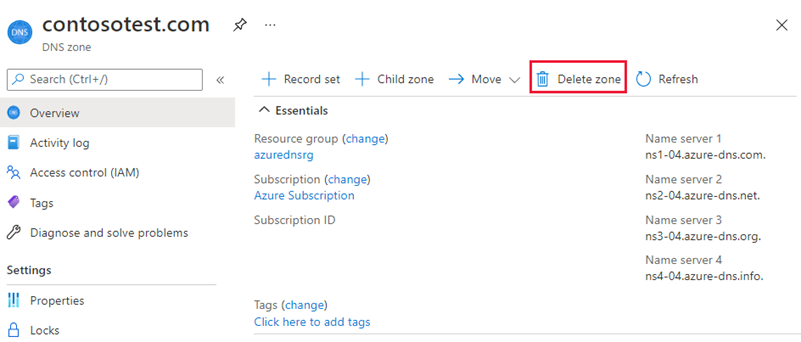 DNS
contosotest.com
DNS zone
Search (Ctrl+/)
Record set
Child zone
Move
Delete zone
Refresh
Overview
Activity log
Access control (IAM)
Tags
Diagnose and solve problems
Settings
Properties
Locks
Essentials
Resource group (change)
azurednsrg
Subscription (change)
Azure Subscription
Subscription ID
Name server 1
ns1-04.azure-dns.com.
Name server 2
ns2-04.azure-dns.net.
Name server 3
ns3-04.azure-dns.org.
Name server 4
ns4-04.azure-dns.info.
Tags (change)
Click here to add tags